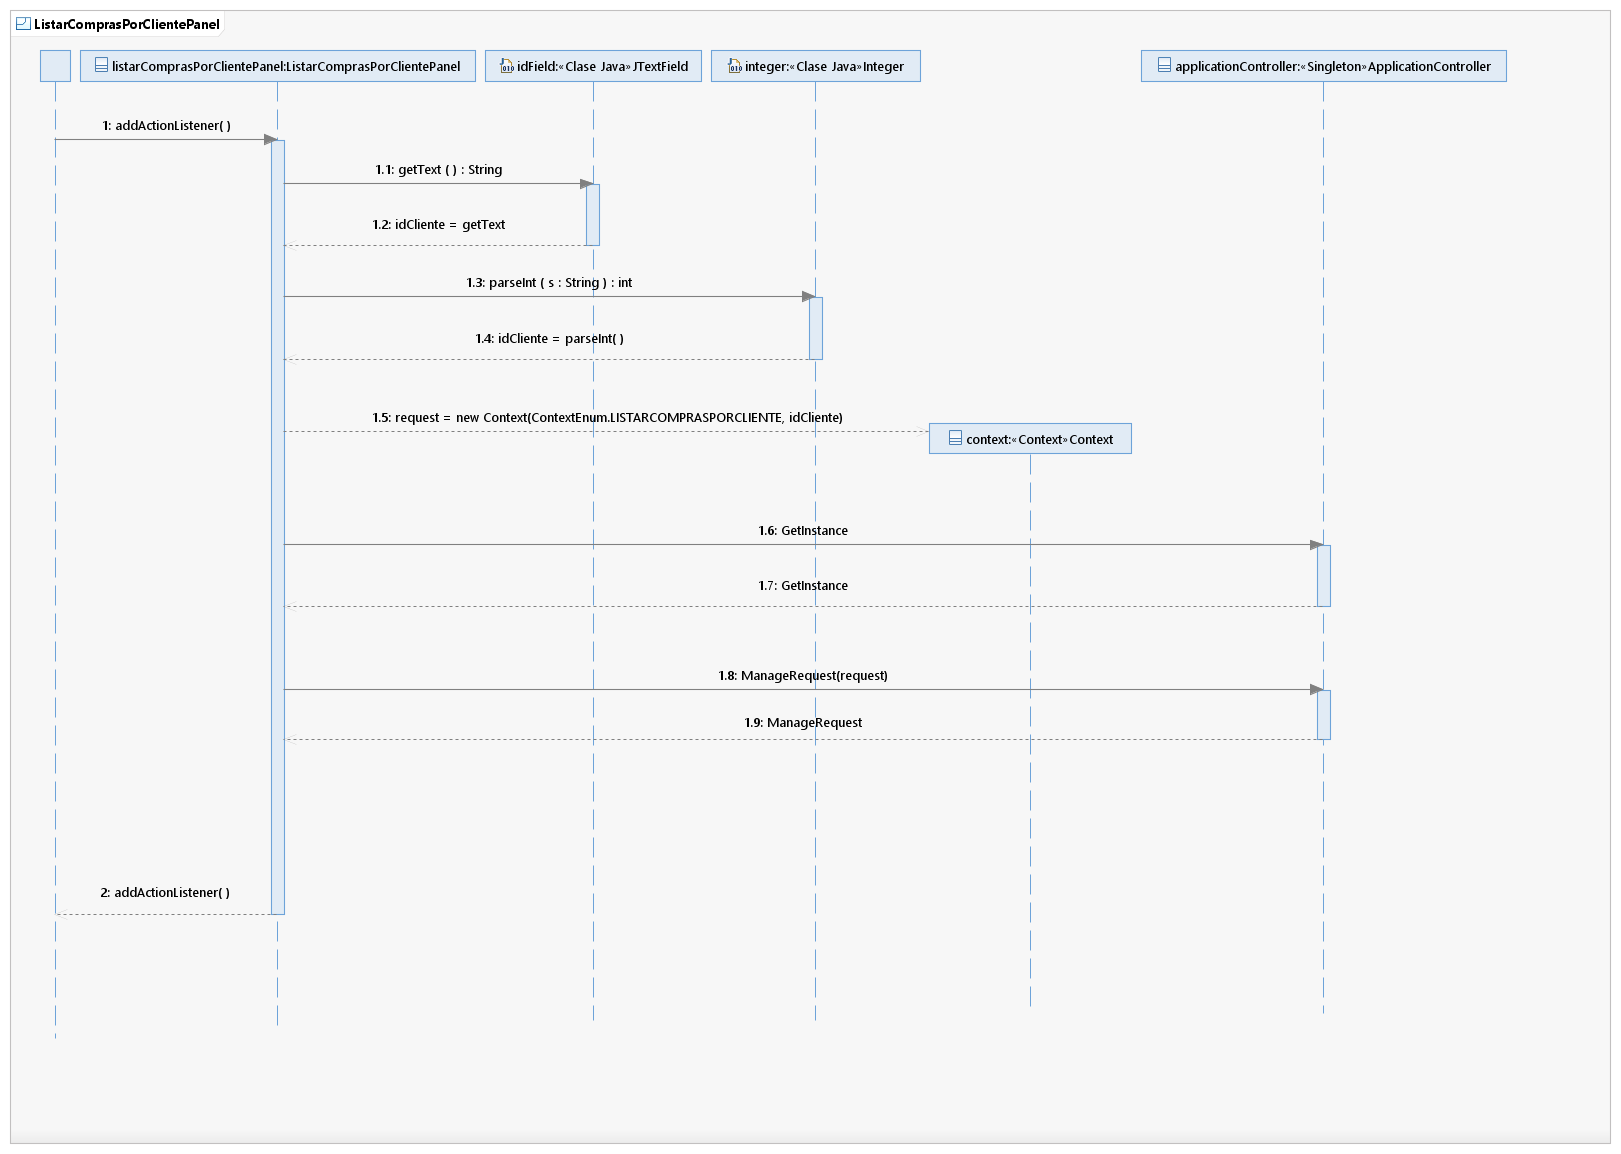 ListarComprasPorClientePanel
listarComprasPorClientePanel:ListarComprasPorClientePanel
idField:«Clase Java»JTextField
integer:«Clase Java»Integer
applicationController:«Singleton»ApplicationController
1: addActionListener( )
1.1: getText ( ) : String
1.2: idCliente = getText
1.3: parseInt ( s : String ) : int
1.4: idCliente = parseInt( )
1.5: request = new Context(ContextEnum.LISTARCOMPRASPORCLIENTE, idCliente)
context:«Context»Context
1.6: GetInstance
1.7: GetInstance
1.8: ManageRequest(request)
1.9: ManageRequest
2: addActionListener( )